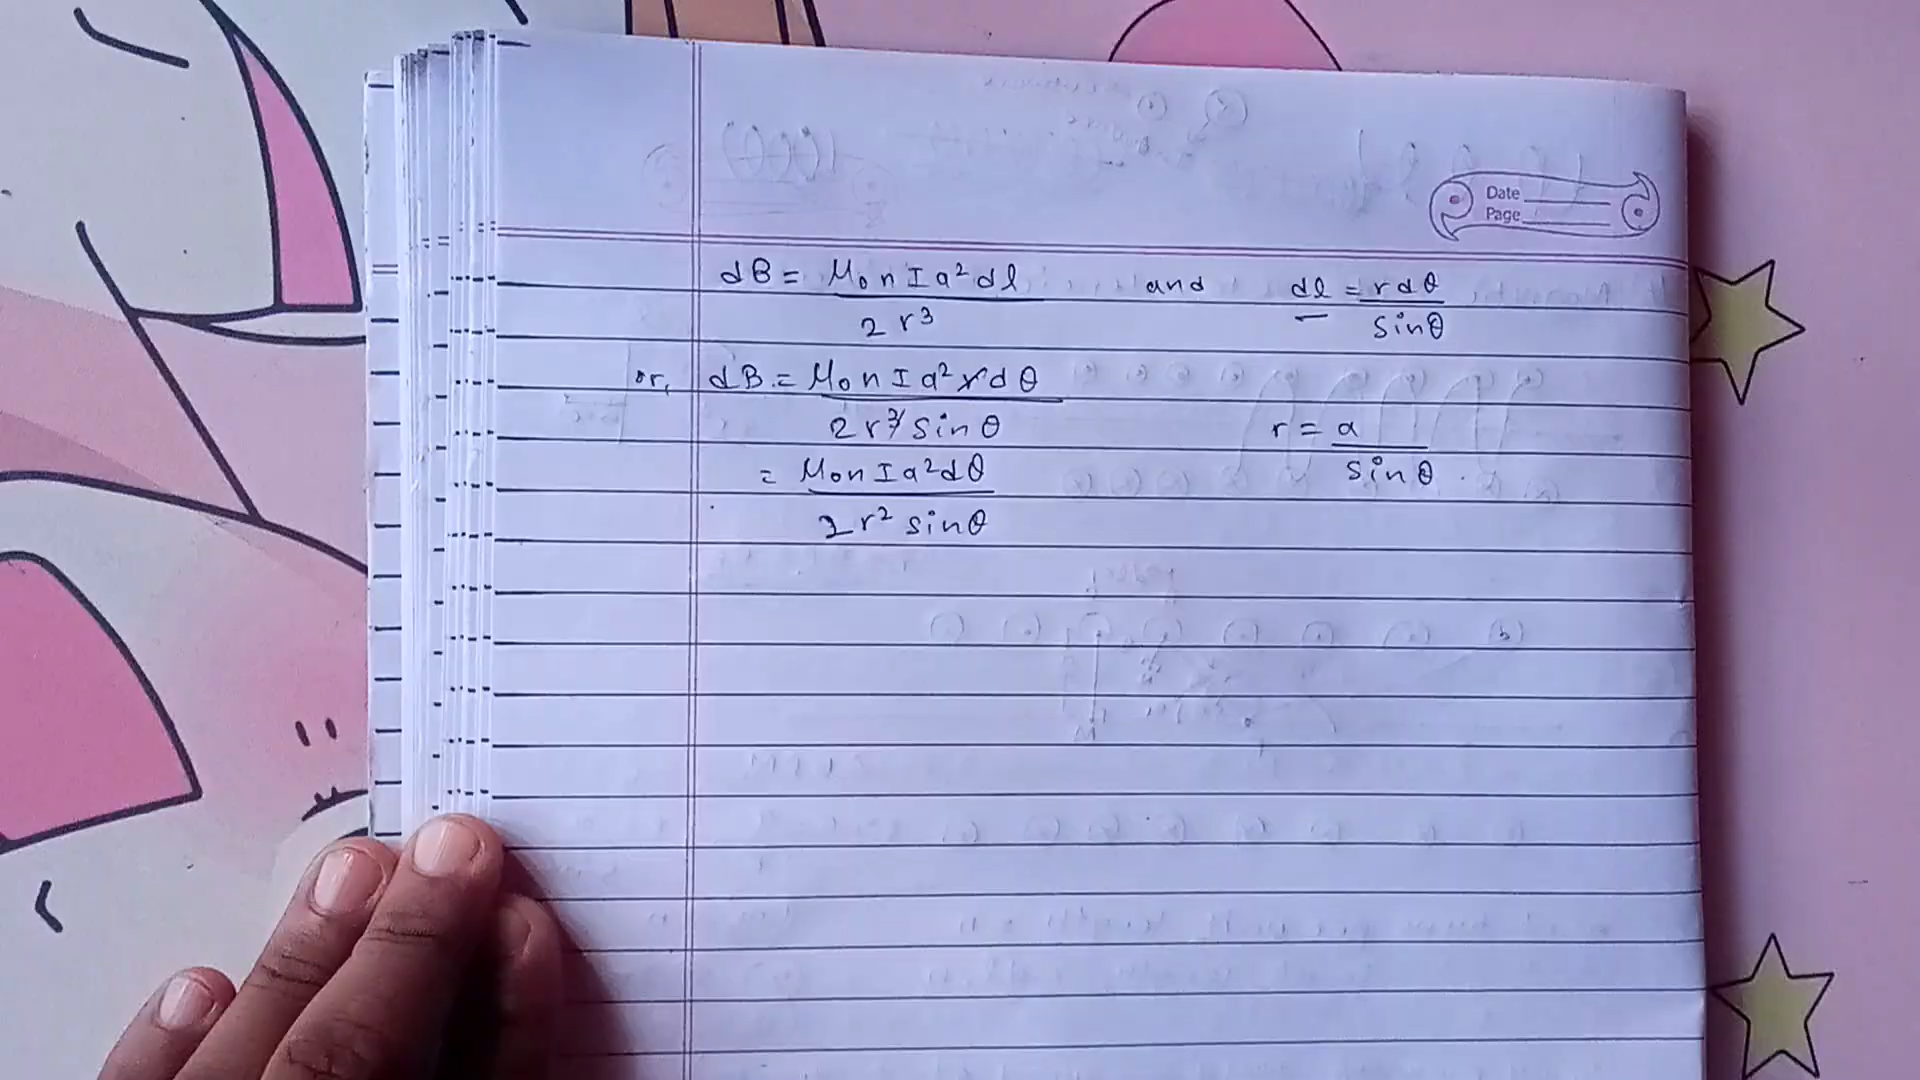 Date
Page
dB = μ₀ n I a² dl / 2 r³ and dl = r dθ / sinθ
or, dB = μ₀ n I a² r dθ / 2 r³ sinθ
r = a / sinθ
= μ₀ n I a² dθ / 2 r² sinθ